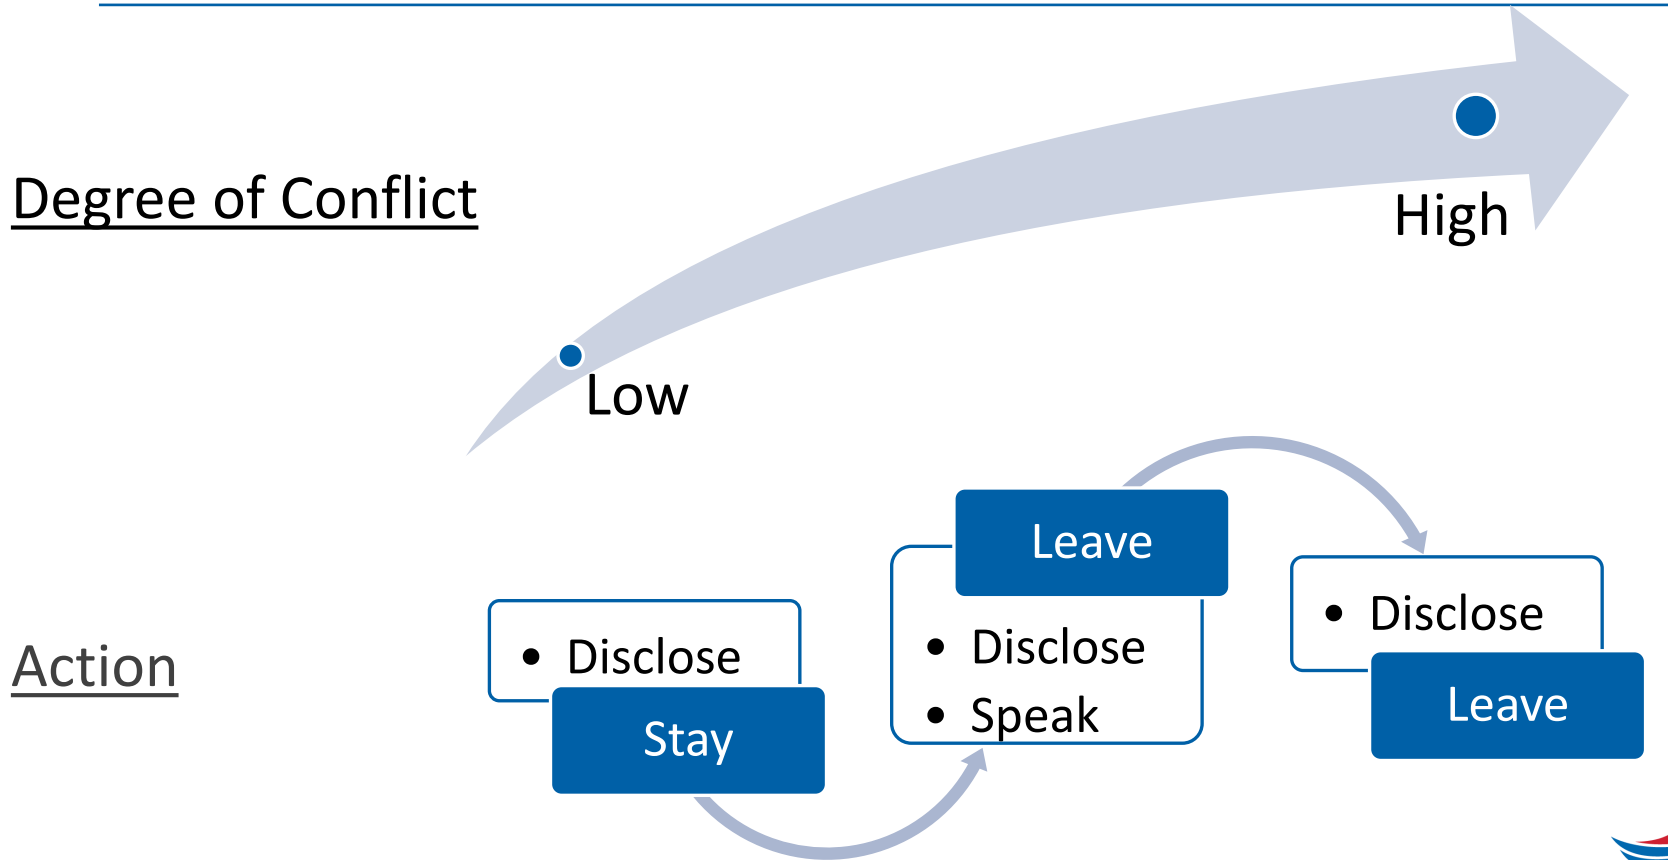 Degree of Conflict
High
Low
Action
• Disclose
Stay
Leave
• Disclose
• Speak
• Disclose
Leave